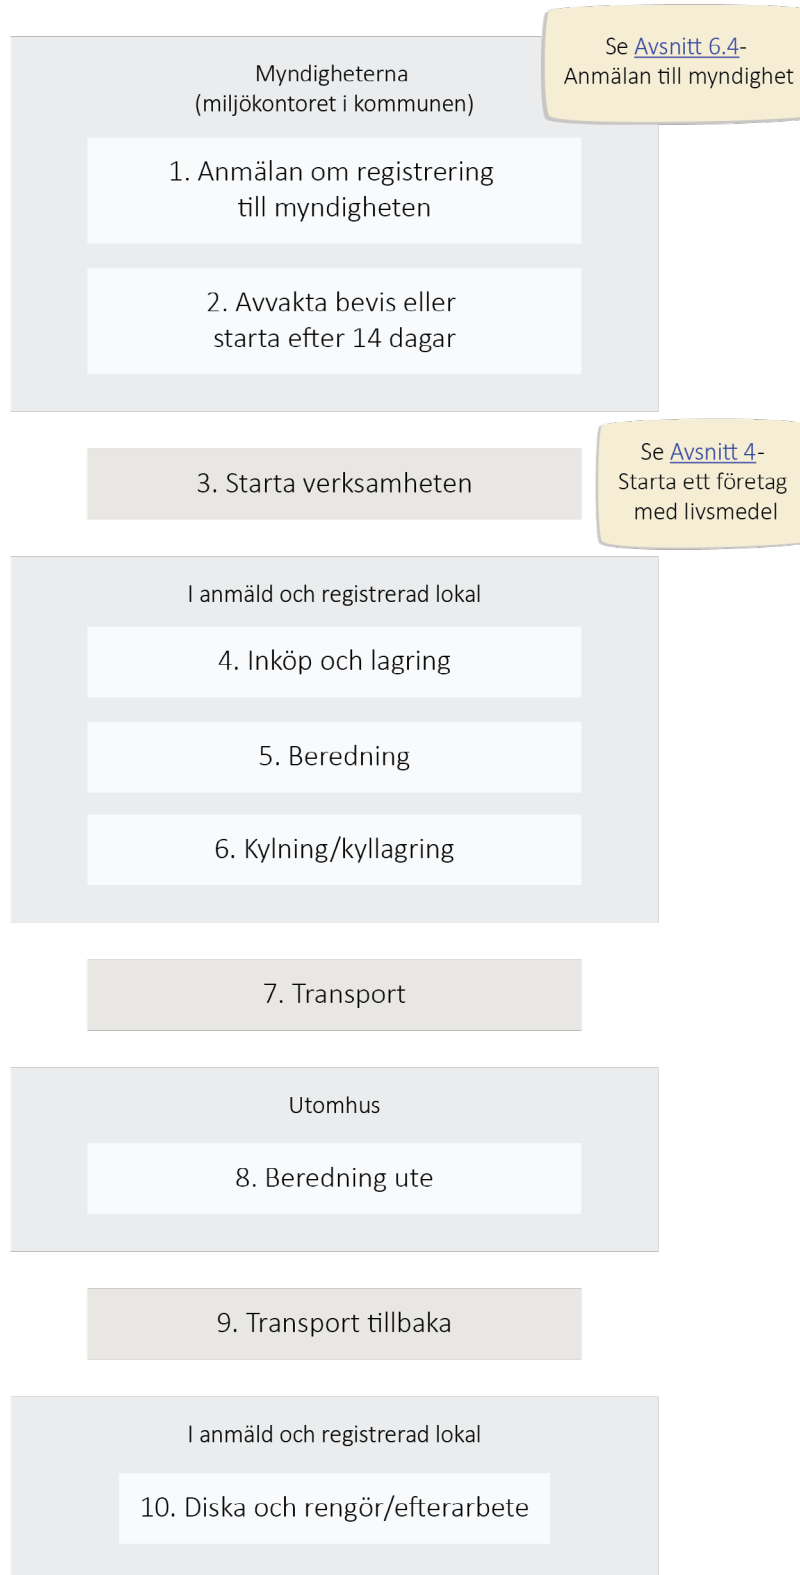 Se Avsnitt 6.4-
Anmälan till myndighet
Myndigheterna
(miljökontoret i kommunen)
1. Anmälan om registrering
till myndigheten
2. Avvakta bevis eller
starta efter 14 dagar
3. Starta verksamheten
Se Avsnitt 4-
Starta ett företag
med livsmedel
I anmäld och registrerad lokal
4. Inköp och lagring
5. Beredning
6. Kylning/kyllagring
7. Transport
Utomhus
8. Beredning ute
9. Transport tillbaka
I anmäld och registrerad lokal
10. Diska och rengör/efterarbete